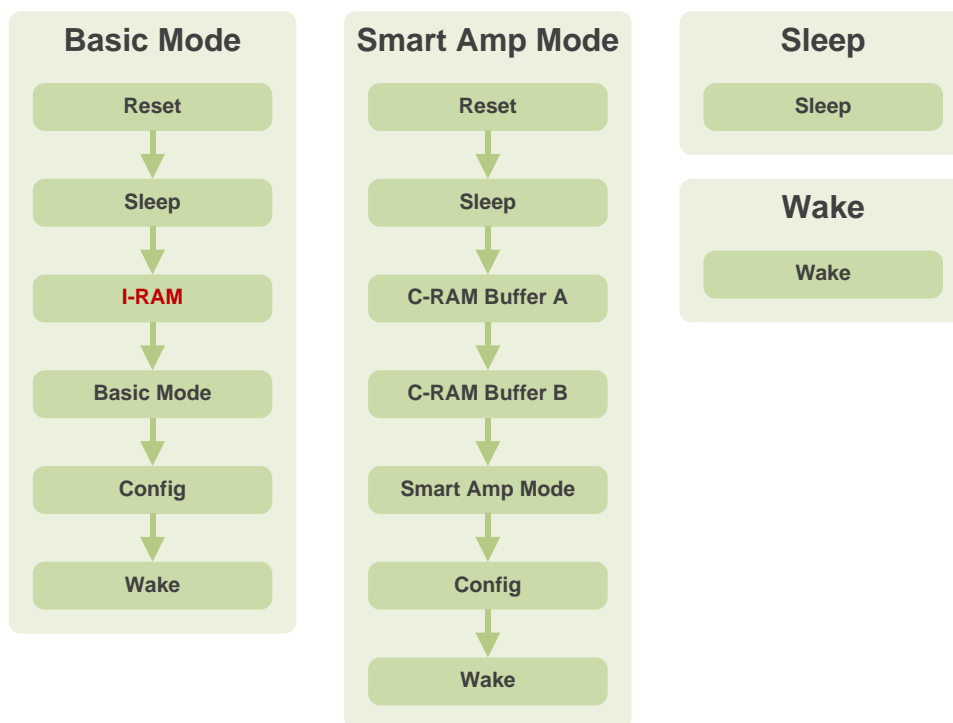 Basic Mode
Reset
Sleep
I-RAM
Basic Mode
Config
Wake
Smart Amp Mode
Reset
Sleep
C-RAM Buffer A
C-RAM Buffer B
Smart Amp Mode
Config
Wake
Sleep
Sleep
Wake
Wake